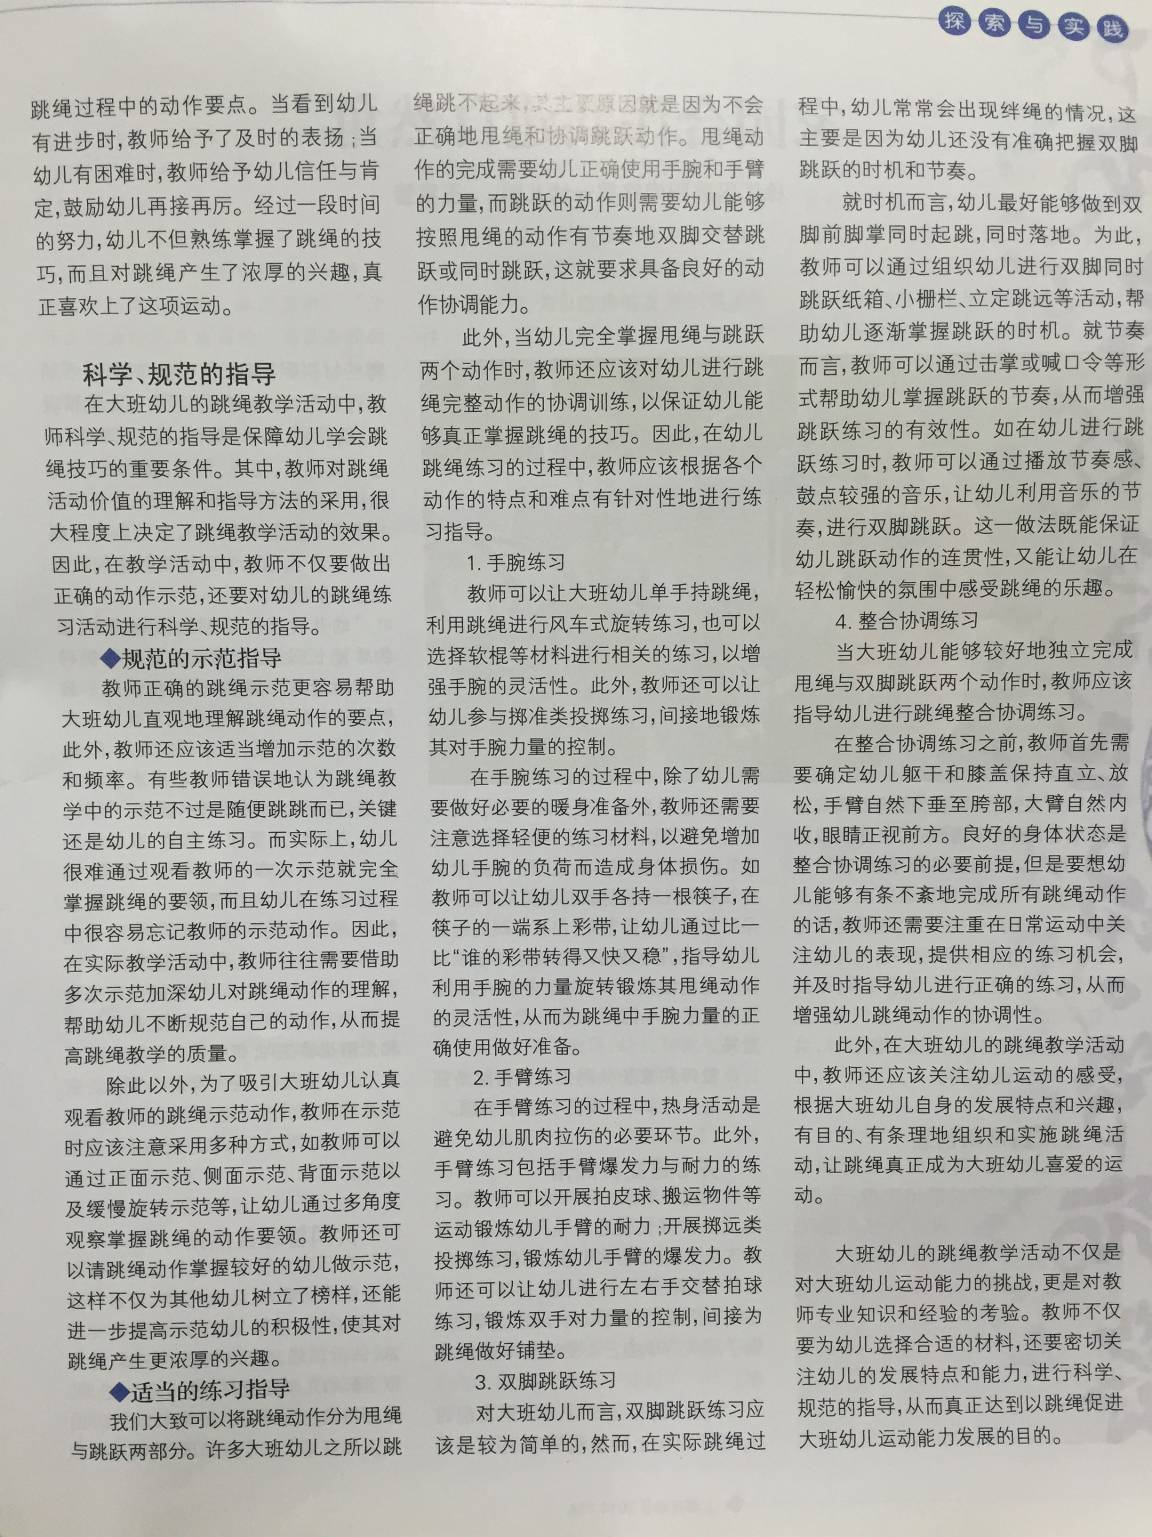 探索与实践
跳绳过程中的动作要点。当看到幼儿
有进步时,教师给予了及时的表扬;当
幼儿有困难时,教师给予幼儿信任与肯
定,鼓励幼儿再接再厉。经过一段时间
的努力,幼儿不但熟练掌握了跳绳的技
巧,而且对跳绳产生了浓厚的兴趣,真
正喜欢上了这项运动。
科学、规范的指导
在大班幼儿的跳绳教学活动中,教
师科学、规范的指导是保障幼儿学会跳
绳技巧的重要条件。其中,教师对跳绳
活动价值的理解和指导方法的采用,很
大程度上决定了跳绳教学活动的效果。
因此,在教学活动中,教师不仅要做出
正确的动作示范,还要对幼儿的跳绳练
习活动进行科学、规范的指导。
◆规范的示范指导
教师正确的跳绳示范更容易帮助
大班幼儿直观地理解跳绳动作的要点,
此外,教师还应该适当增加示范的次数
和频率。有些教师错误地认为跳绳教
学中的示范不过是随便跳跳而已,关键
还是幼儿的自主练习。而实际上,幼儿
很难通过观看教师的一次示范就完全
掌握跳绳的要领,而且幼儿在练习过程
中很容易忘记教师的示范动作。因此,
在实际教学活动中,教师往往需要借助
多次示范加深幼儿对跳绳动作的理解,
帮助幼儿不断规范自己的动作,从而提
高跳绳教学的质量。
除此以外,为了吸引大班幼儿认真
观看教师的跳绳示范动作,教师在示范
时应该注意采用多种方式,如教师可以
通过正面示范、侧面示范、背面示范以
及缓慢旋转示范等,让幼儿通过多角度
观察掌握跳绳的动作要领。教师还可
以请跳绳动作掌握较好的幼儿做示范,
这样不仅为其他幼儿树立了榜样,还能
进一步提高示范幼儿的积极性,使其对
跳绳产生更浓厚的兴趣。
◆适当的练习指导
我们大致可以将跳绳动作分为甩绳
与跳跃两部分。许多大班幼儿之所以跳
绳跳不起来,其主要原因就是因为不会
正确地甩绳和协调跳跃动作。甩绳动
作的完成需要幼儿正确使用手腕和手臂
的力量,而跳跃的动作则需要幼儿能够
按照甩绳的动作有节奏地双脚交替跳
跃或同时跳跃,这就要求具备良好的动
作协调能力。
此外,当幼儿完全掌握甩绳与跳跃
两个动作时,教师还应该对幼儿进行跳
绳完整动作的协调训练,以保证幼儿能
够真正掌握跳绳的技巧。因此,在幼儿
跳绳练习的过程中,教师应该根据各个
动作的特点和难点有针对性地进行练
习指导。
1. 手腕练习
教师可以让大班幼儿单手持跳绳,
利用跳绳进行风车式旋转练习,也可以
选择软棍等材料进行相关的练习,以增
强手腕的灵活性。此外,教师还可以让
幼儿参与掷准类投掷练习,间接地锻炼
其对手腕力量的控制。
在手腕练习的过程中,除了幼儿需
要做好必要的暖身准备外,教师还需要
注意选择轻便的练习材料,以避免增加
幼儿手腕的负荷而造成身体损伤。如
教师可以让幼儿双手各持一根筷子,在
筷子的一端系上彩带,让幼儿通过比一
比“谁的彩带转得又快又稳”,指导幼儿
利用手腕的力量旋转锻炼其甩绳动作
的灵活性,从而为跳绳中手腕力量的正
确使用做好准备。
2. 手臂练习
在手臂练习的过程中,热身活动是
避免幼儿肌肉拉伤的必要环节。此外,
手臂练习包括手臂爆发力与耐力的练
习。教师可以开展拍皮球、搬运物件等
运动锻炼幼儿手臂的耐力;开展掷远类
投掷练习,锻炼幼儿手臂的爆发力。教
师还可以让幼儿进行左右手交替拍球
练习,锻炼双手对力量的控制,间接为
跳绳做好铺垫。
3. 双脚跳跃练习
对大班幼儿而言,双脚跳跃练习应
该是较为简单的,然而,在实际跳绳过
程中,幼儿常常会出现绊绳的情况,这
主要是因为幼儿还没有准确把握双脚
跳跃的时机和节奏。
就时机而言,幼儿最好能够做到双
脚前脚掌同时起跳,同时落地。为此,
教师可以通过组织幼儿进行双脚同时
跳跃纸箱、小栅栏、立定跳远等活动,帮
助幼儿逐渐掌握跳跃的时机。就节奏
而言,教师可以通过击掌或喊口令等形
式帮助幼儿掌握跳跃的节奏,从而增强
跳跃练习的有效性。如在幼儿进行跳
跃练习时,教师可以通过播放节奏感、
鼓点较强的音乐,让幼儿利用音乐的节
奏,进行双脚跳跃。这一做法既能保证
幼儿跳跃动作的连贯性,又能让幼儿在
轻松愉快的氛围中感受跳绳的乐趣。
4. 整合协调练习
当大班幼儿能够较好地独立完成
甩绳与双脚跳跃两个动作时,教师应该
指导幼儿进行跳绳整合协调练习。
在整合协调练习之前,教师首先需
要确定幼儿躯干和膝盖保持直立、放
松,手臂自然下垂至胯部,大臂自然内
收,眼睛正视前方。良好的身体状态是
整合协调练习的必要前提,但是要想幼
儿能够有条不紊地完成所有跳绳动作
的话,教师还需要注重在日常运动中关
注幼儿的表现,提供相应的练习机会,
并及时指导幼儿进行正确的练习,从而
增强幼儿跳绳动作的协调性。
此外,在大班幼儿的跳绳教学活动
中,教师还应该关注幼儿运动的感受,
根据大班幼儿自身的发展特点和兴趣,
有目的、有条理地组织和实施跳绳活
动,让跳绳真正成为大班幼儿喜爱的运
动。
大班幼儿的跳绳教学活动不仅是
对大班幼儿运动能力的挑战,更是对教
师专业知识和经验的考验。教师不仅
要为幼儿选择合适的材料,还要密切关
注幼儿的发展特点和能力,进行科学、
规范的指导,从而真正达到以跳绳促进
大班幼儿运动能力发展的目的。